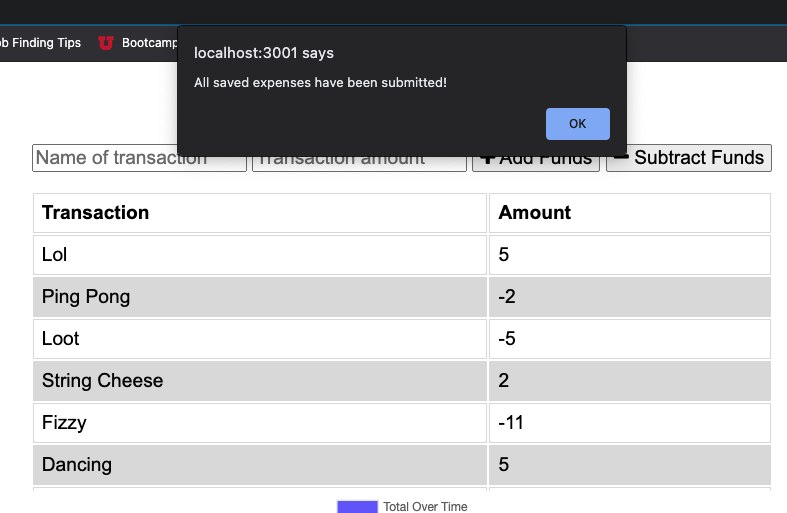 ob Finding Tips Bootcamp
localhost:3001 says
All saved expenses have been submitted!
OK
Name of transaction Transaction amount Add Funds Subtract Funds
Transaction Amount
Lol 5
Ping Pong -2
Loot -5
String Cheese 2
Fizzy -11
Dancing 5
Total Over Time